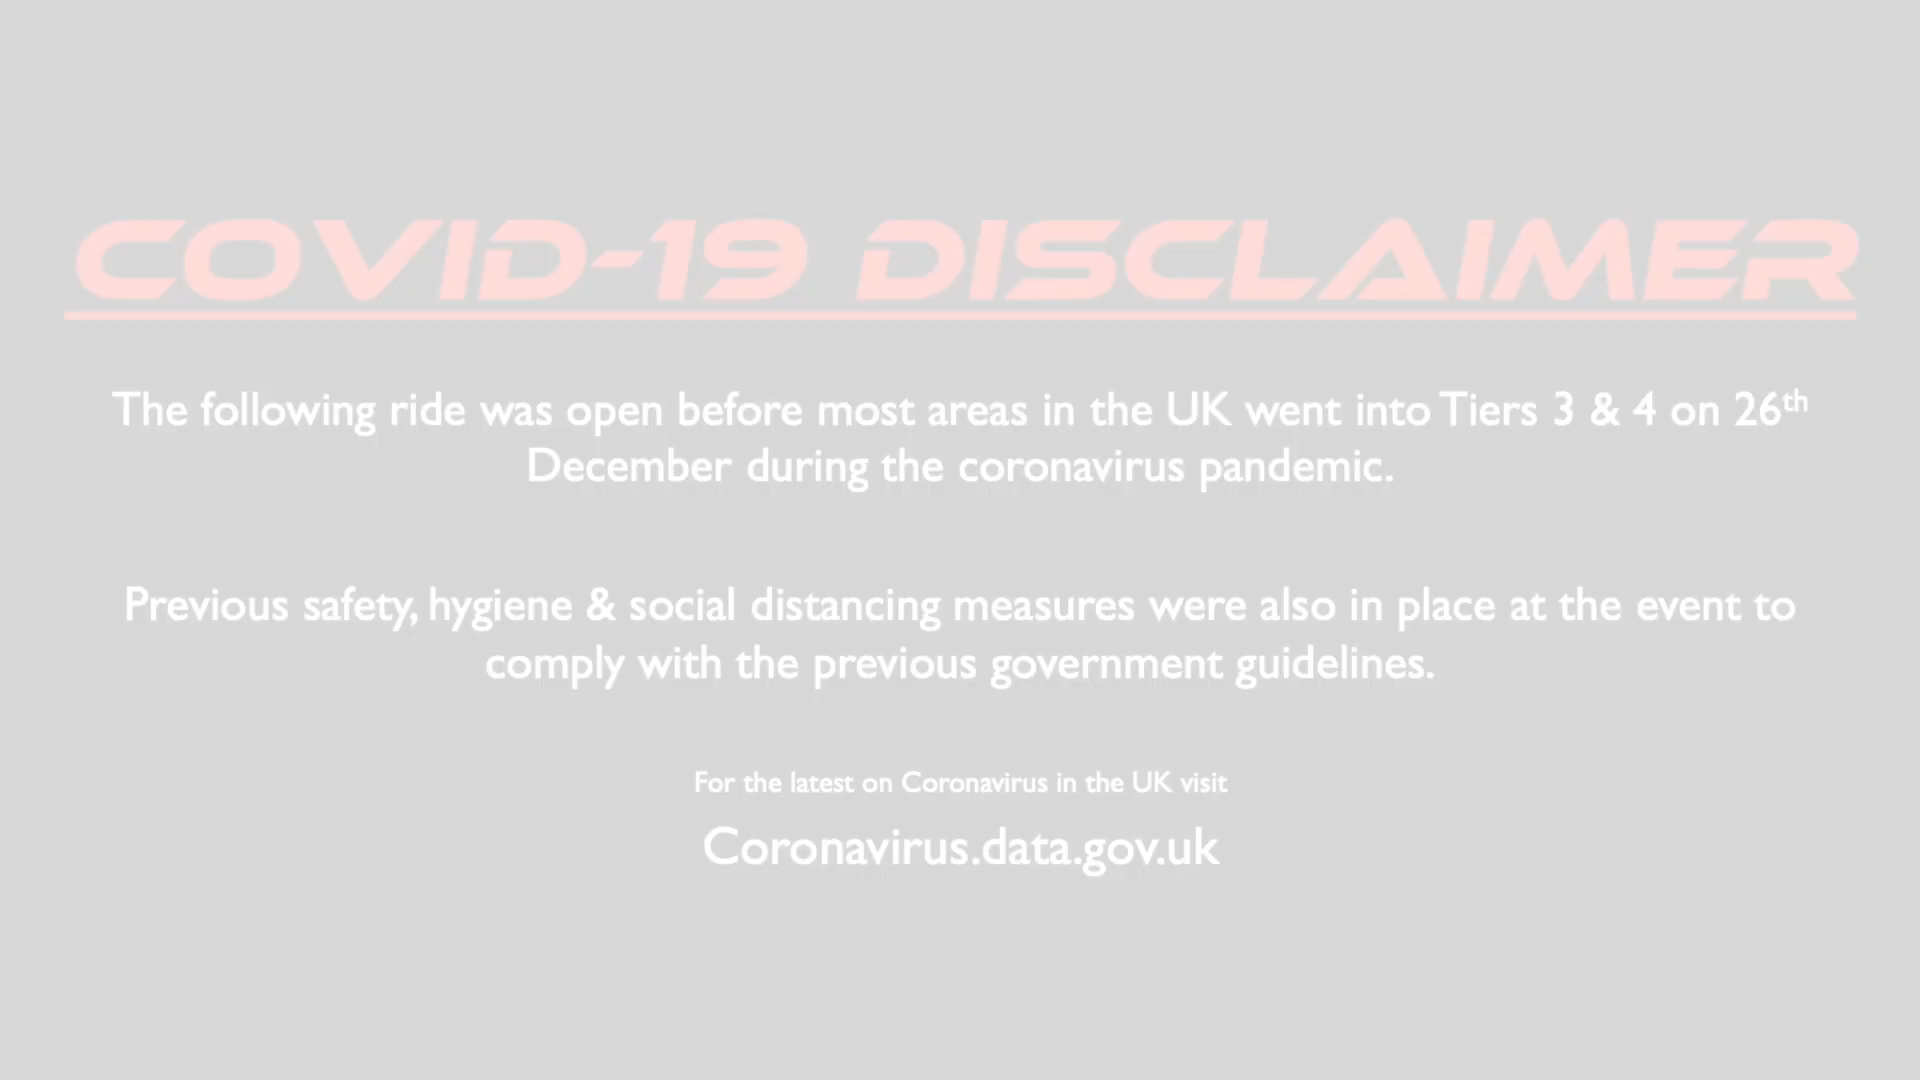 COVID-19 DISCLAIMER
The following ride was open before most areas in the UK went into Tiers 3 & 4 on 26th
December during the coronavirus pandemic.
Previous safety, hygiene & social distancing measures were also in place at the event to
comply with the previous government guidelines.
For the latest on Coronavirus in the UK visit
Coronavirus.data.gov.uk